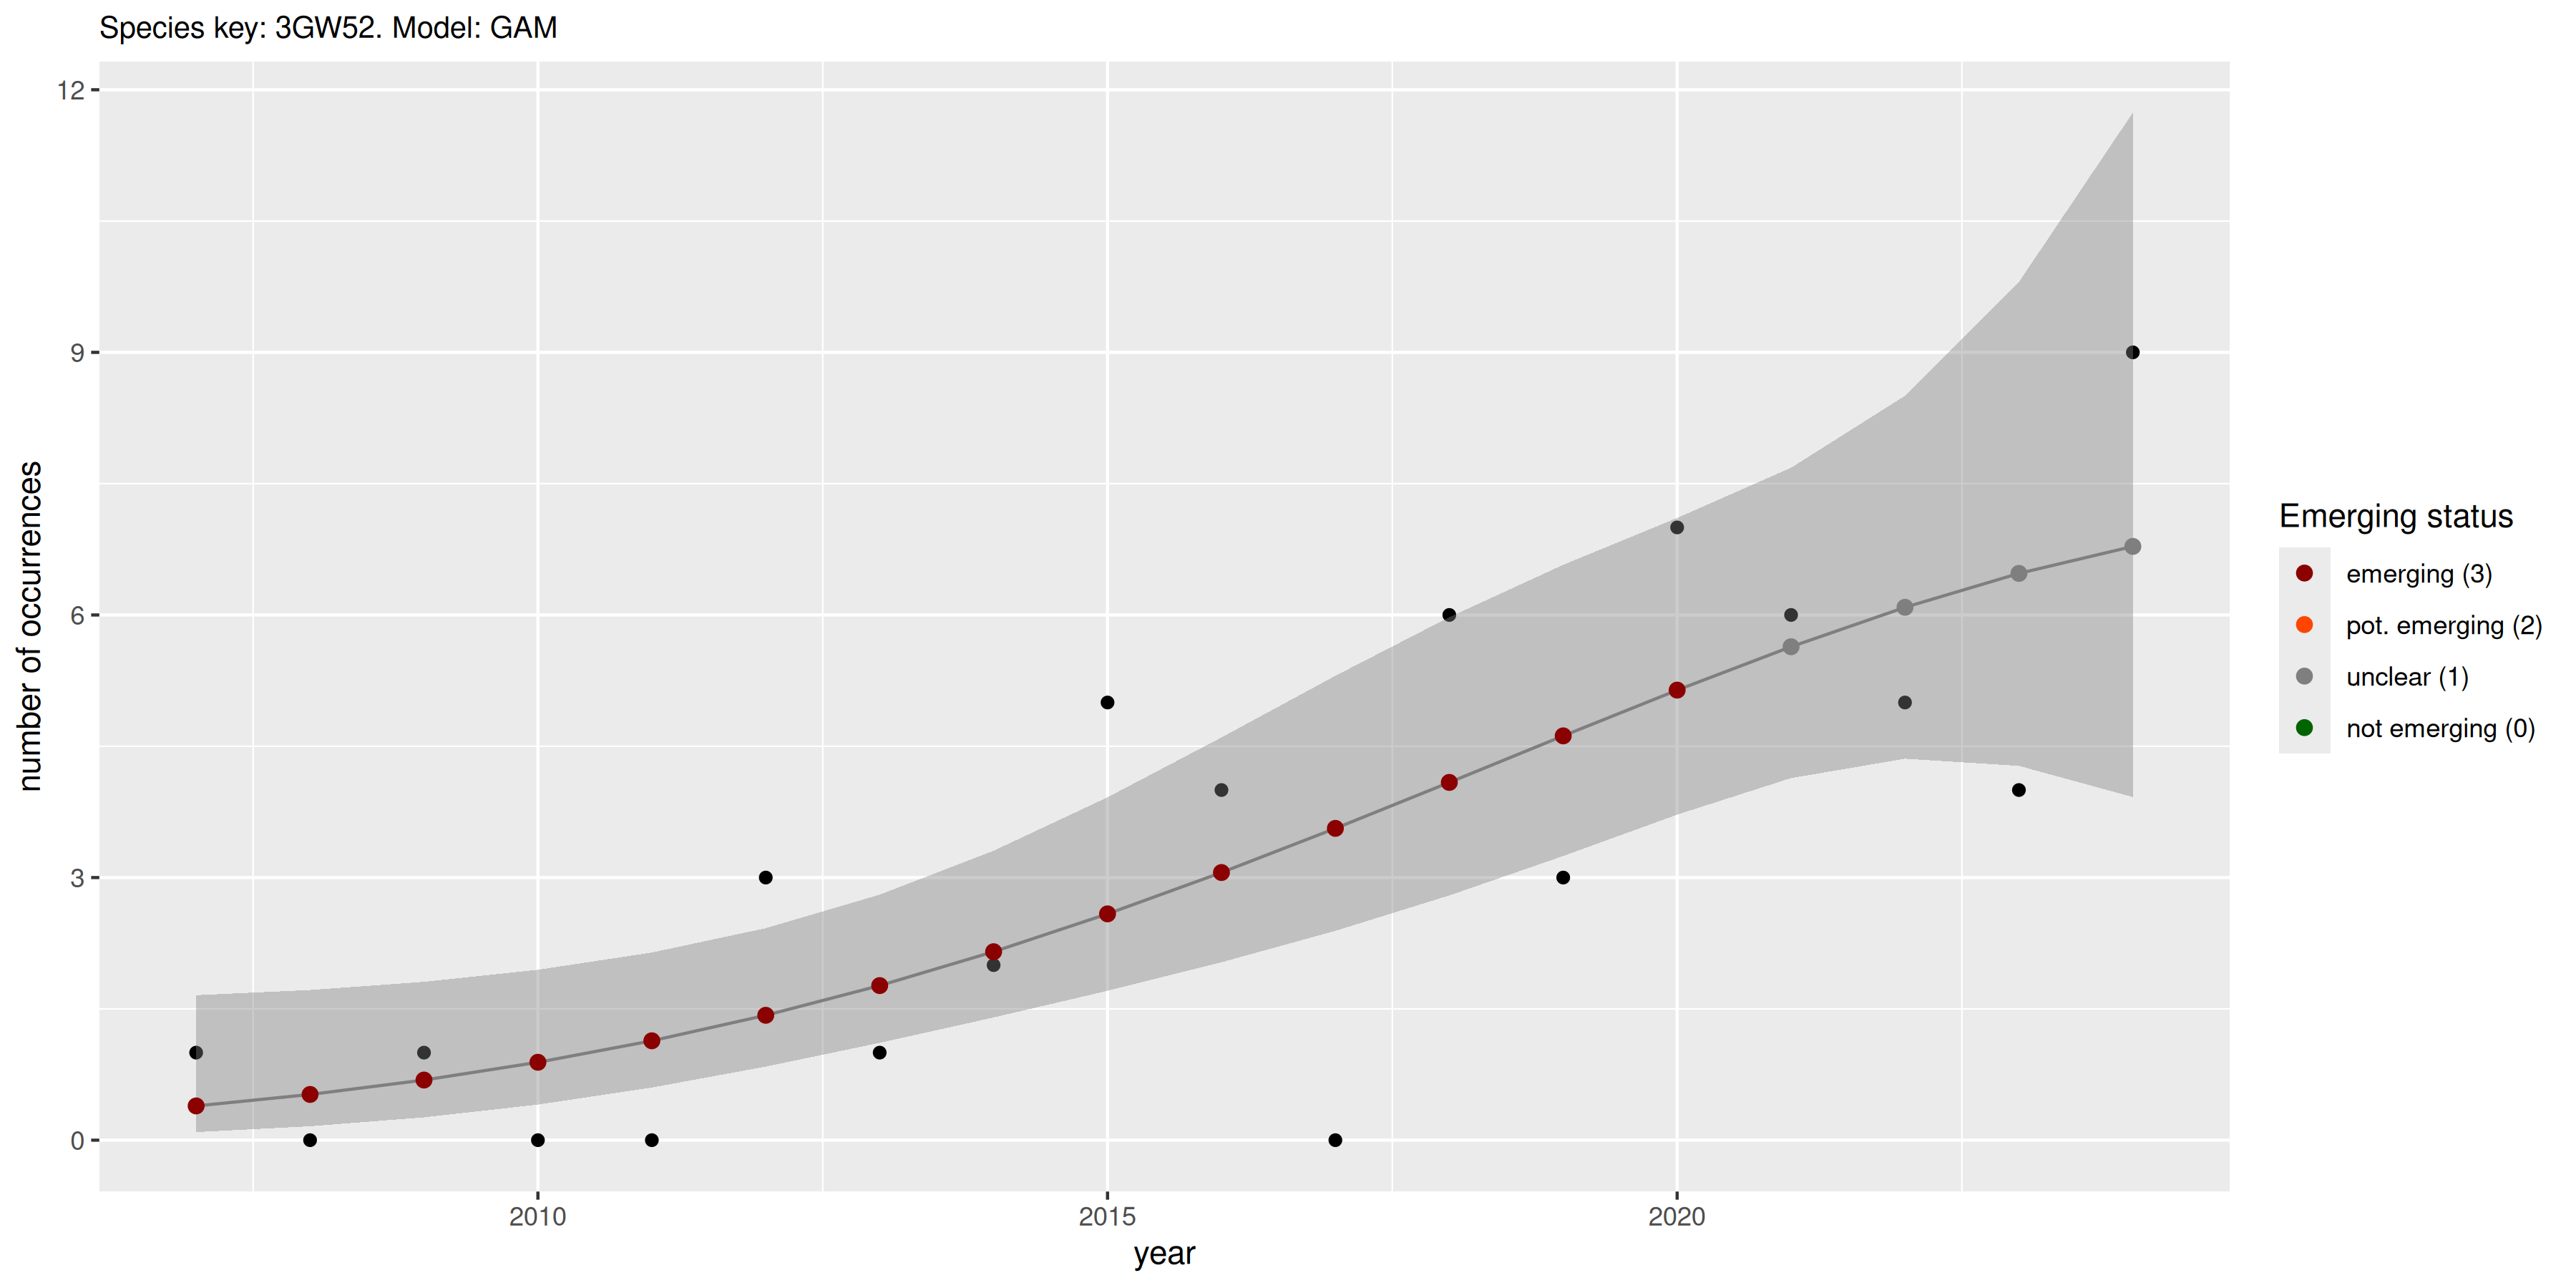 Species key: 3GW52. Model: GAM
12
9
6
3
0
number of occurrences
2010
2015
2020
year
Emerging status
emerging (3)
pot. emerging (2)
unclear (1)
not emerging (0)